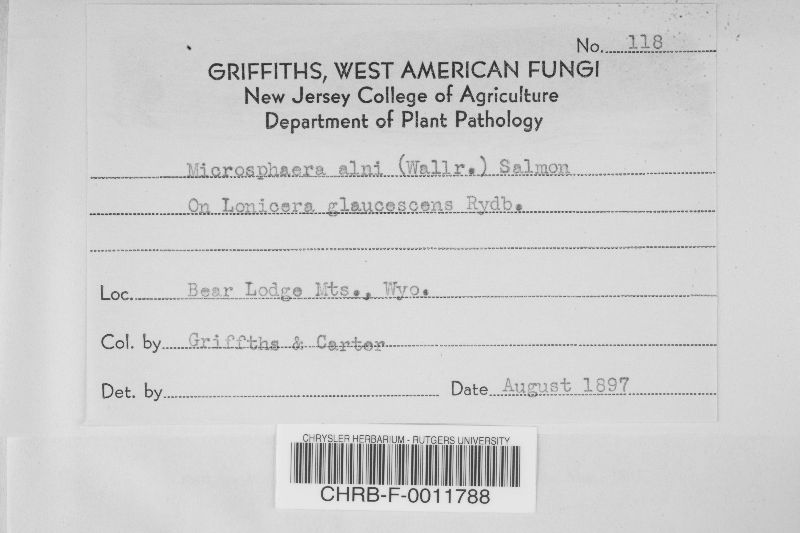 No. 118
GRIFFITHS, WEST AMERICAN FUNGI
New Jersey College of Agriculture
Department of Plant Pathology
Microsphaera alni (Wallr.) Salmon
On Lonicera glaucescens Rydb.
Loc. Bear Lodge Mts., Wyo.
Col. by Griffths & Carter
Det. by
Date August 1897
CHRYSLER HERBARIUM - RUTGERS UNIVERSITY
CHRB-F-0011788